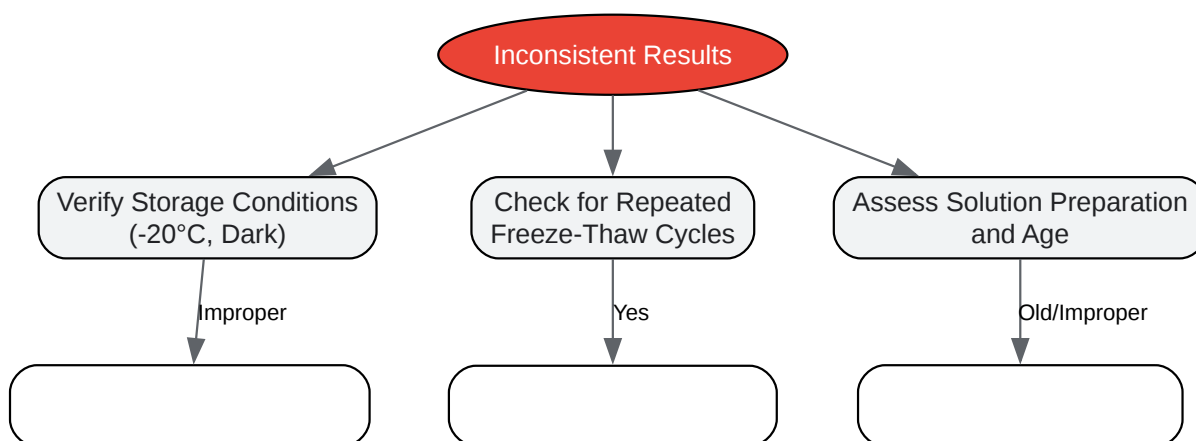 Inconsistent Results
Verify Storage Conditions
(-20°C, Dark)
Check for Repeated
Freeze-Thaw Cycles
Assess Solution Preparation
and Age
Improper
Yes
Old/Improper